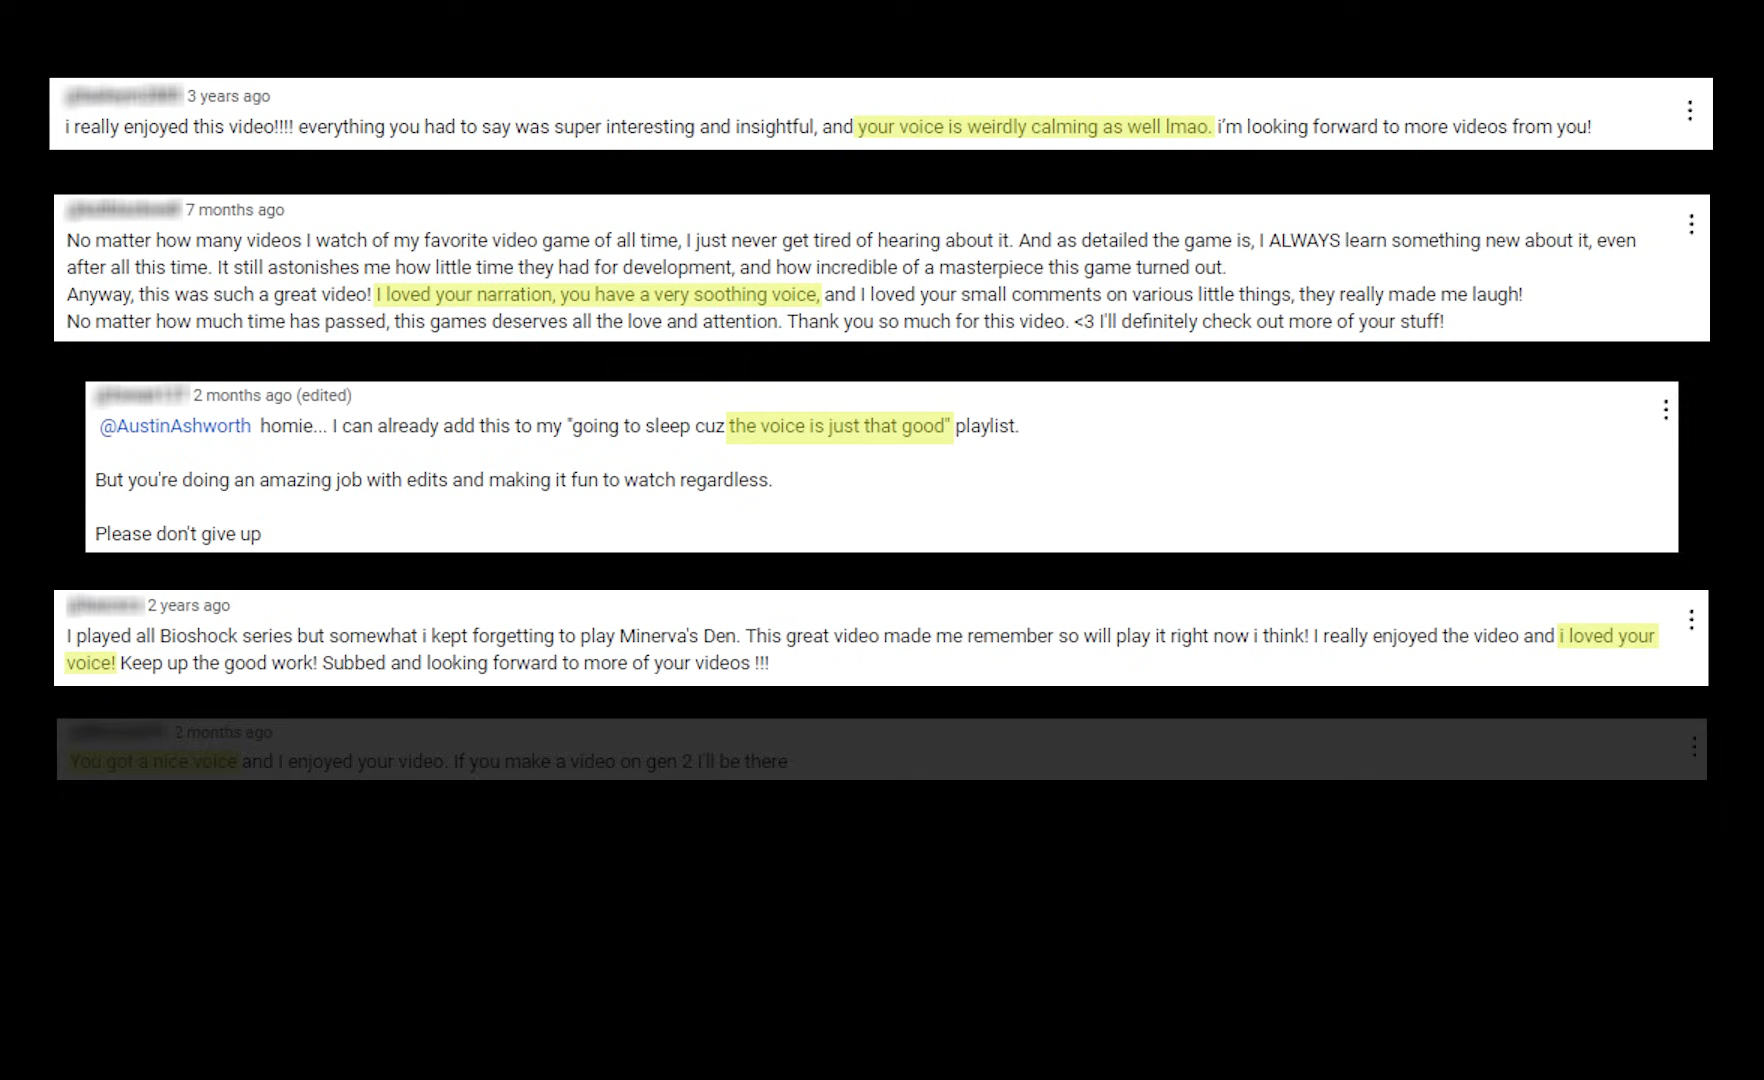 3 years ago
i really enjoyed this video!!!! everything you had to say was super interesting and insightful, and your voice is weirdly calming as well lmao. i'm looking forward to more videos from you!
7 months ago
No matter how many videos I watch of my favorite video game of all time, I just never get tired of hearing about it. And as detailed the game is, I ALWAYS learn something new about it, even
after all this time. It still astonishes me how little time they had for development, and how incredible of a masterpiece this game turned out.
Anyway, this was such a great video! I loved your narration, you have a very soothing voice, and I loved your small comments on various little things, they really made me laugh!
No matter how much time has passed, this games deserves all the love and attention. Thank you so much for this video. <3 I'll definitely check out more of your stuff!
2 months ago (edited)
@AustinAshworth homie... I can already add this to my "going to sleep cuz the voice is just that good" playlist.
But you're doing an amazing job with edits and making it fun to watch regardless.
Please don't give up
2 years ago
I played all Bioshock series but somewhat i kept forgetting to play Minerva's Den. This great video made me remember so will play it right now i think! I really enjoyed the video and i loved your
voice! Keep up the good work! Subbed and looking forward to more of your videos !!!
2 months ago
You got a nice voice and I enjoyed your video. If you make a video on gen 2 I'll be there